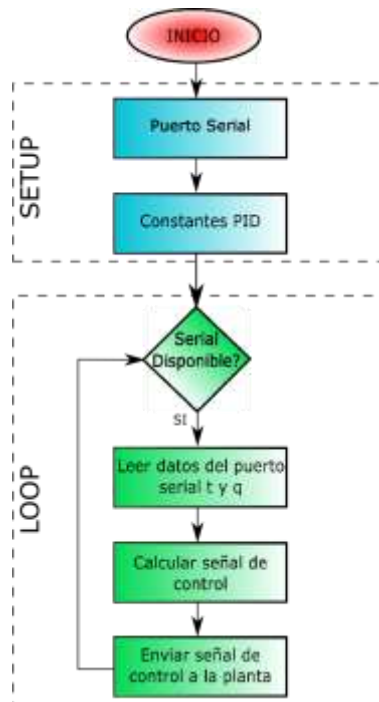 INICIO
SETUP
Puerto Serial
Constantes PID
LOOP
Serial
Disponible?
SI
Leer datos del puerto
serial t y q
Calcular señal de
control
Enviar señal de
control a la planta